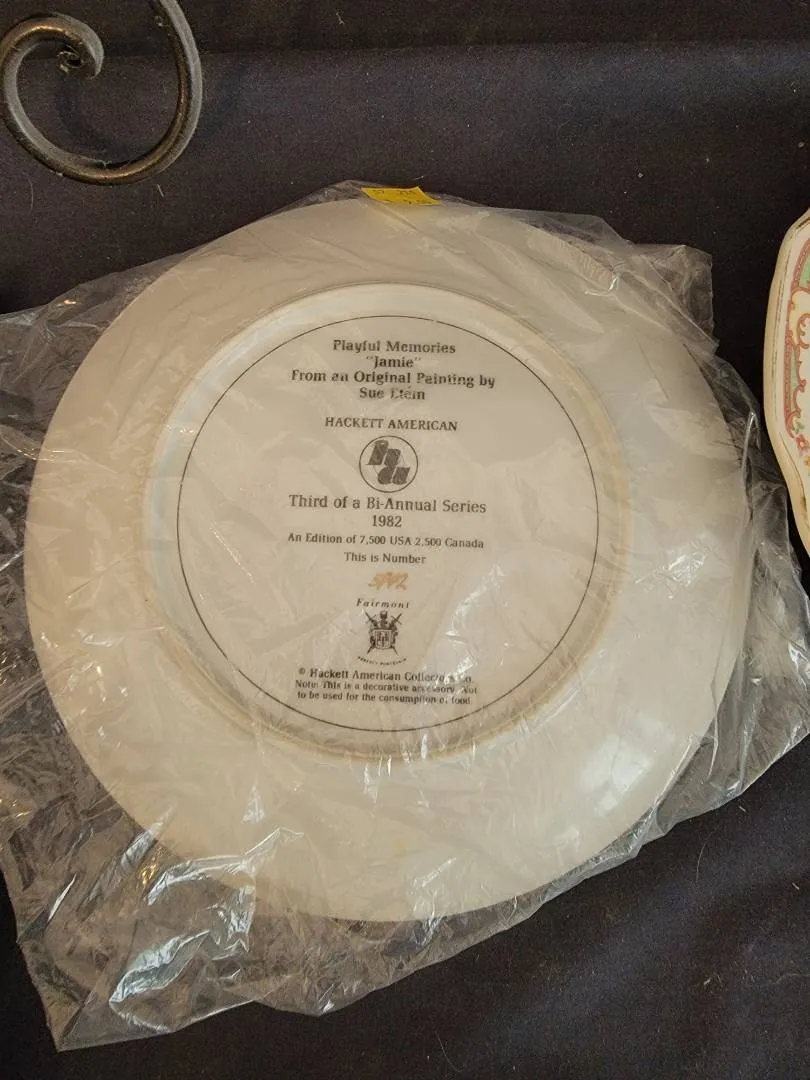 Playful Memories
"Jamie"
From an Original Painting by
Sue Etém
HACKETT AMERICAN
Third of a Bi-Annual Series
1982
An Edition of 7,500 USA 2,500 Canada
This is Number
Fairmont
© Hackett American Collectors Co.
Note: This is a decorative accessory. Not
to be used for the consumption of food.